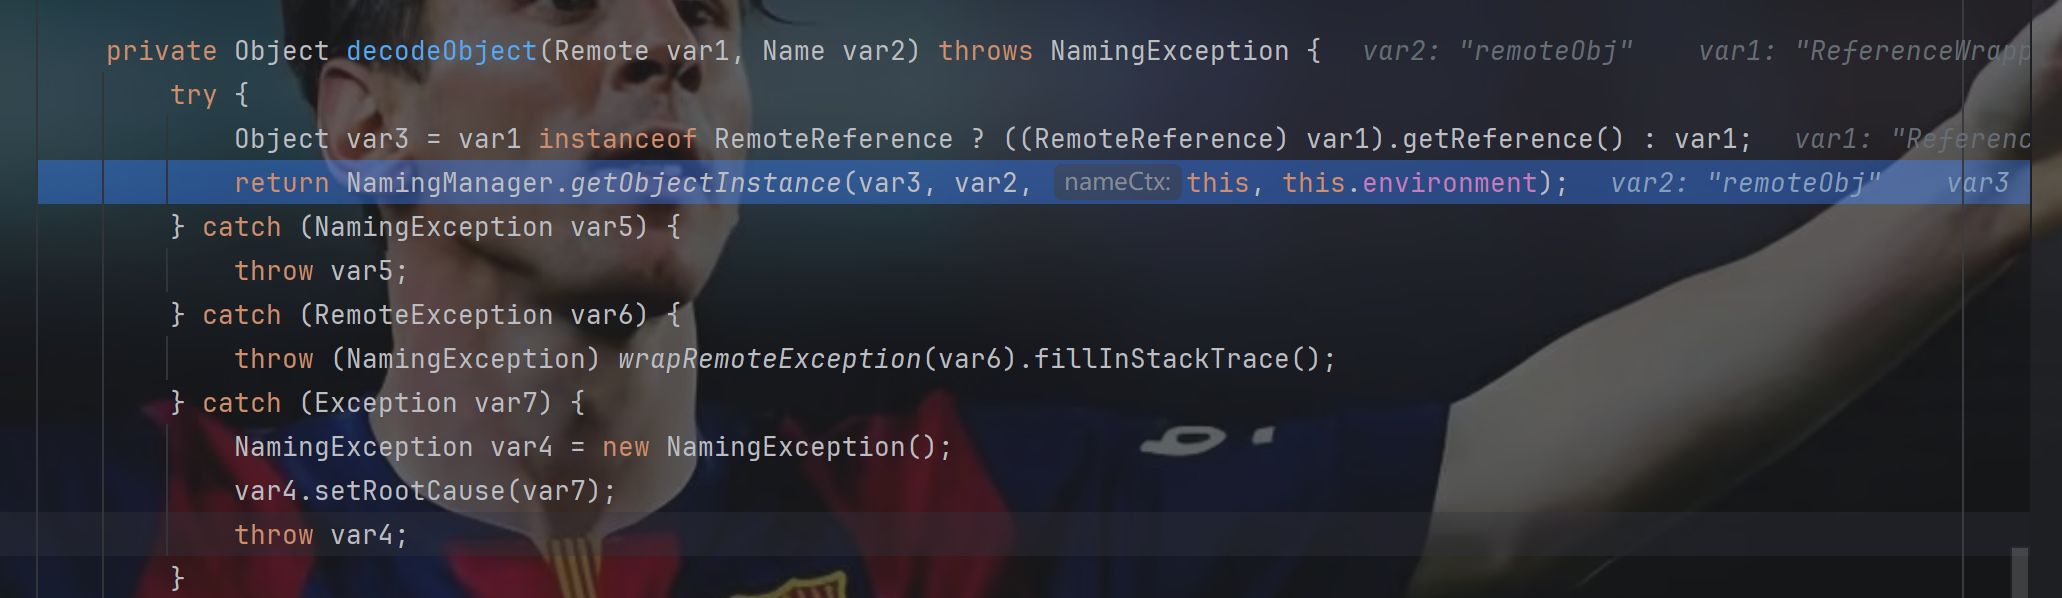 private Object decodeObject(Remote var1, Name var2) throws NamingException {   var2: "remoteObj"    var1: "ReferenceWrapp
try {
Object var3 = var1 instanceof RemoteReference ? ((RemoteReference) var1).getReference() : var1;   var1: "Referenc
return NamingManager.getObjectInstance(var3, var2, nameCtx: this, this.environment);   var2: "remoteObj"    var3
} catch (NamingException var5) {
throw var5;
} catch (RemoteException var6) {
throw (NamingException) wrapRemoteException(var6).fillInStackTrace();
} catch (Exception var7) {
NamingException var4 = new NamingException();
var4.setRootCause(var7);
throw var4;
}